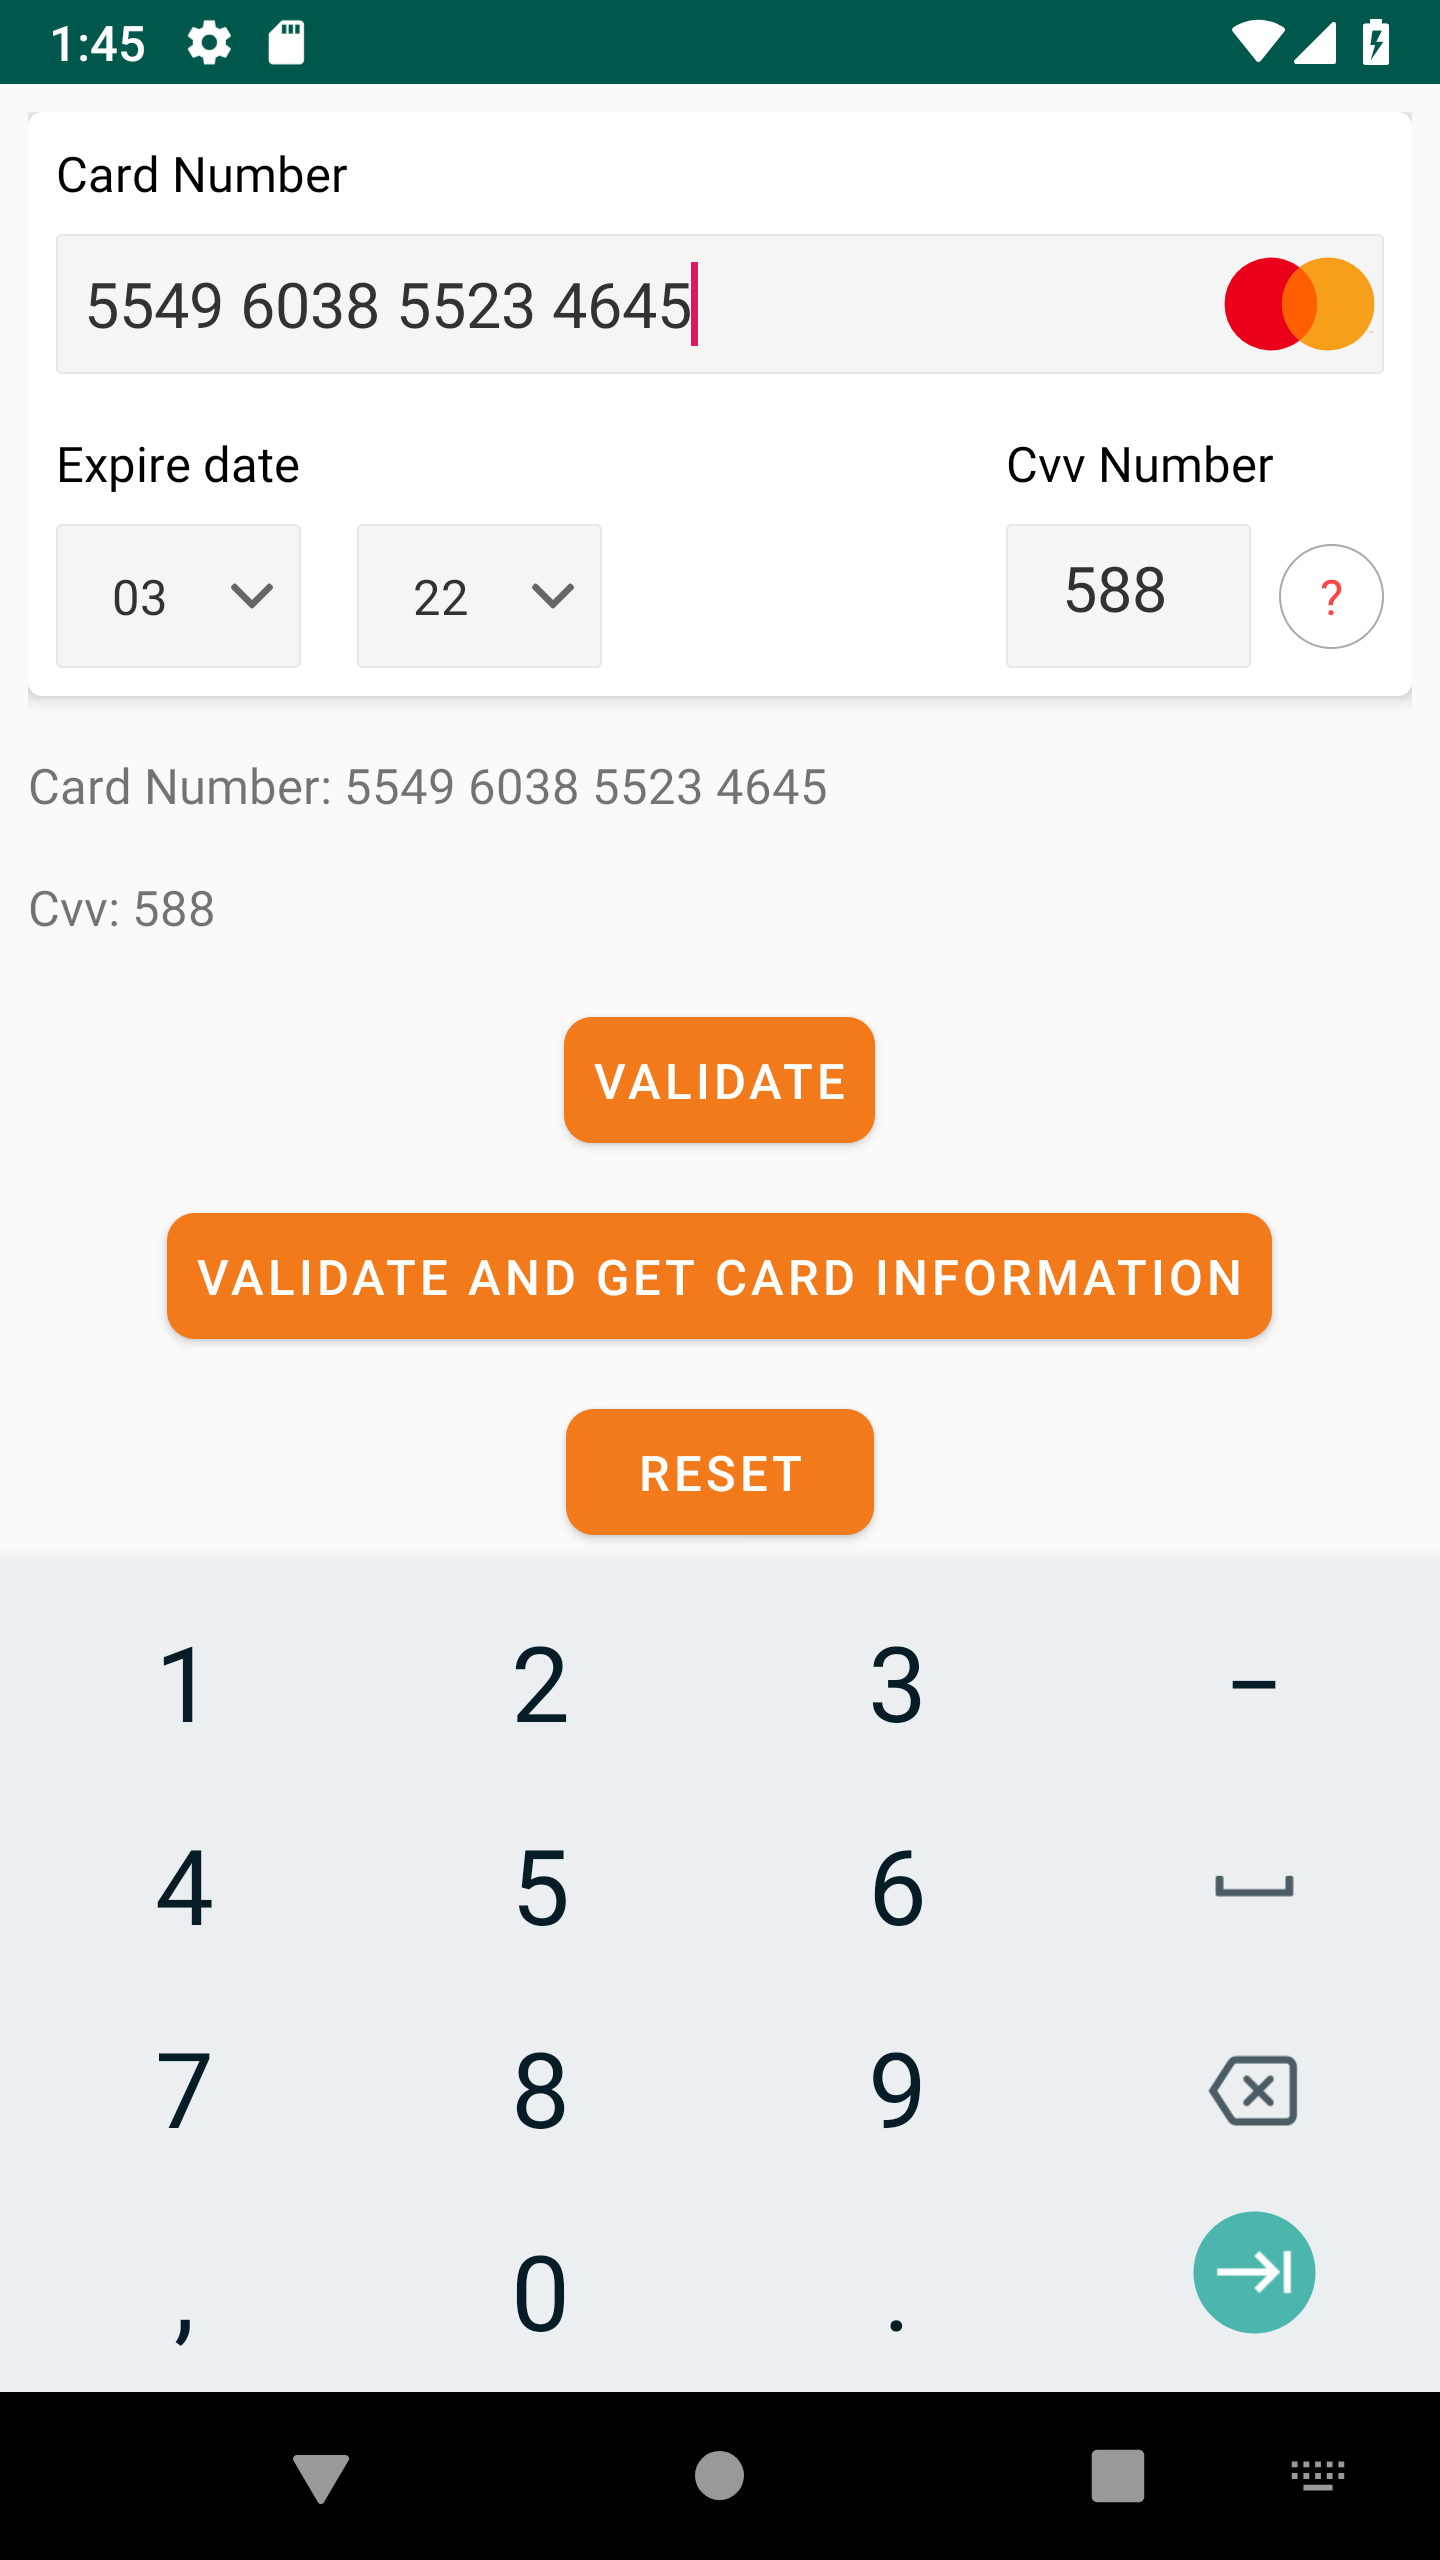 1:45
Card Number
5549 6038 5523 4645
Expire date
Cvv Number
03
22
588
?
Card Number: 5549 6038 5523 4645
Cvv: 588
VALIDATE
VALIDATE AND GET CARD INFORMATION
RESET
1 2 3 –
4 5 6
7 8 9
, 0 .